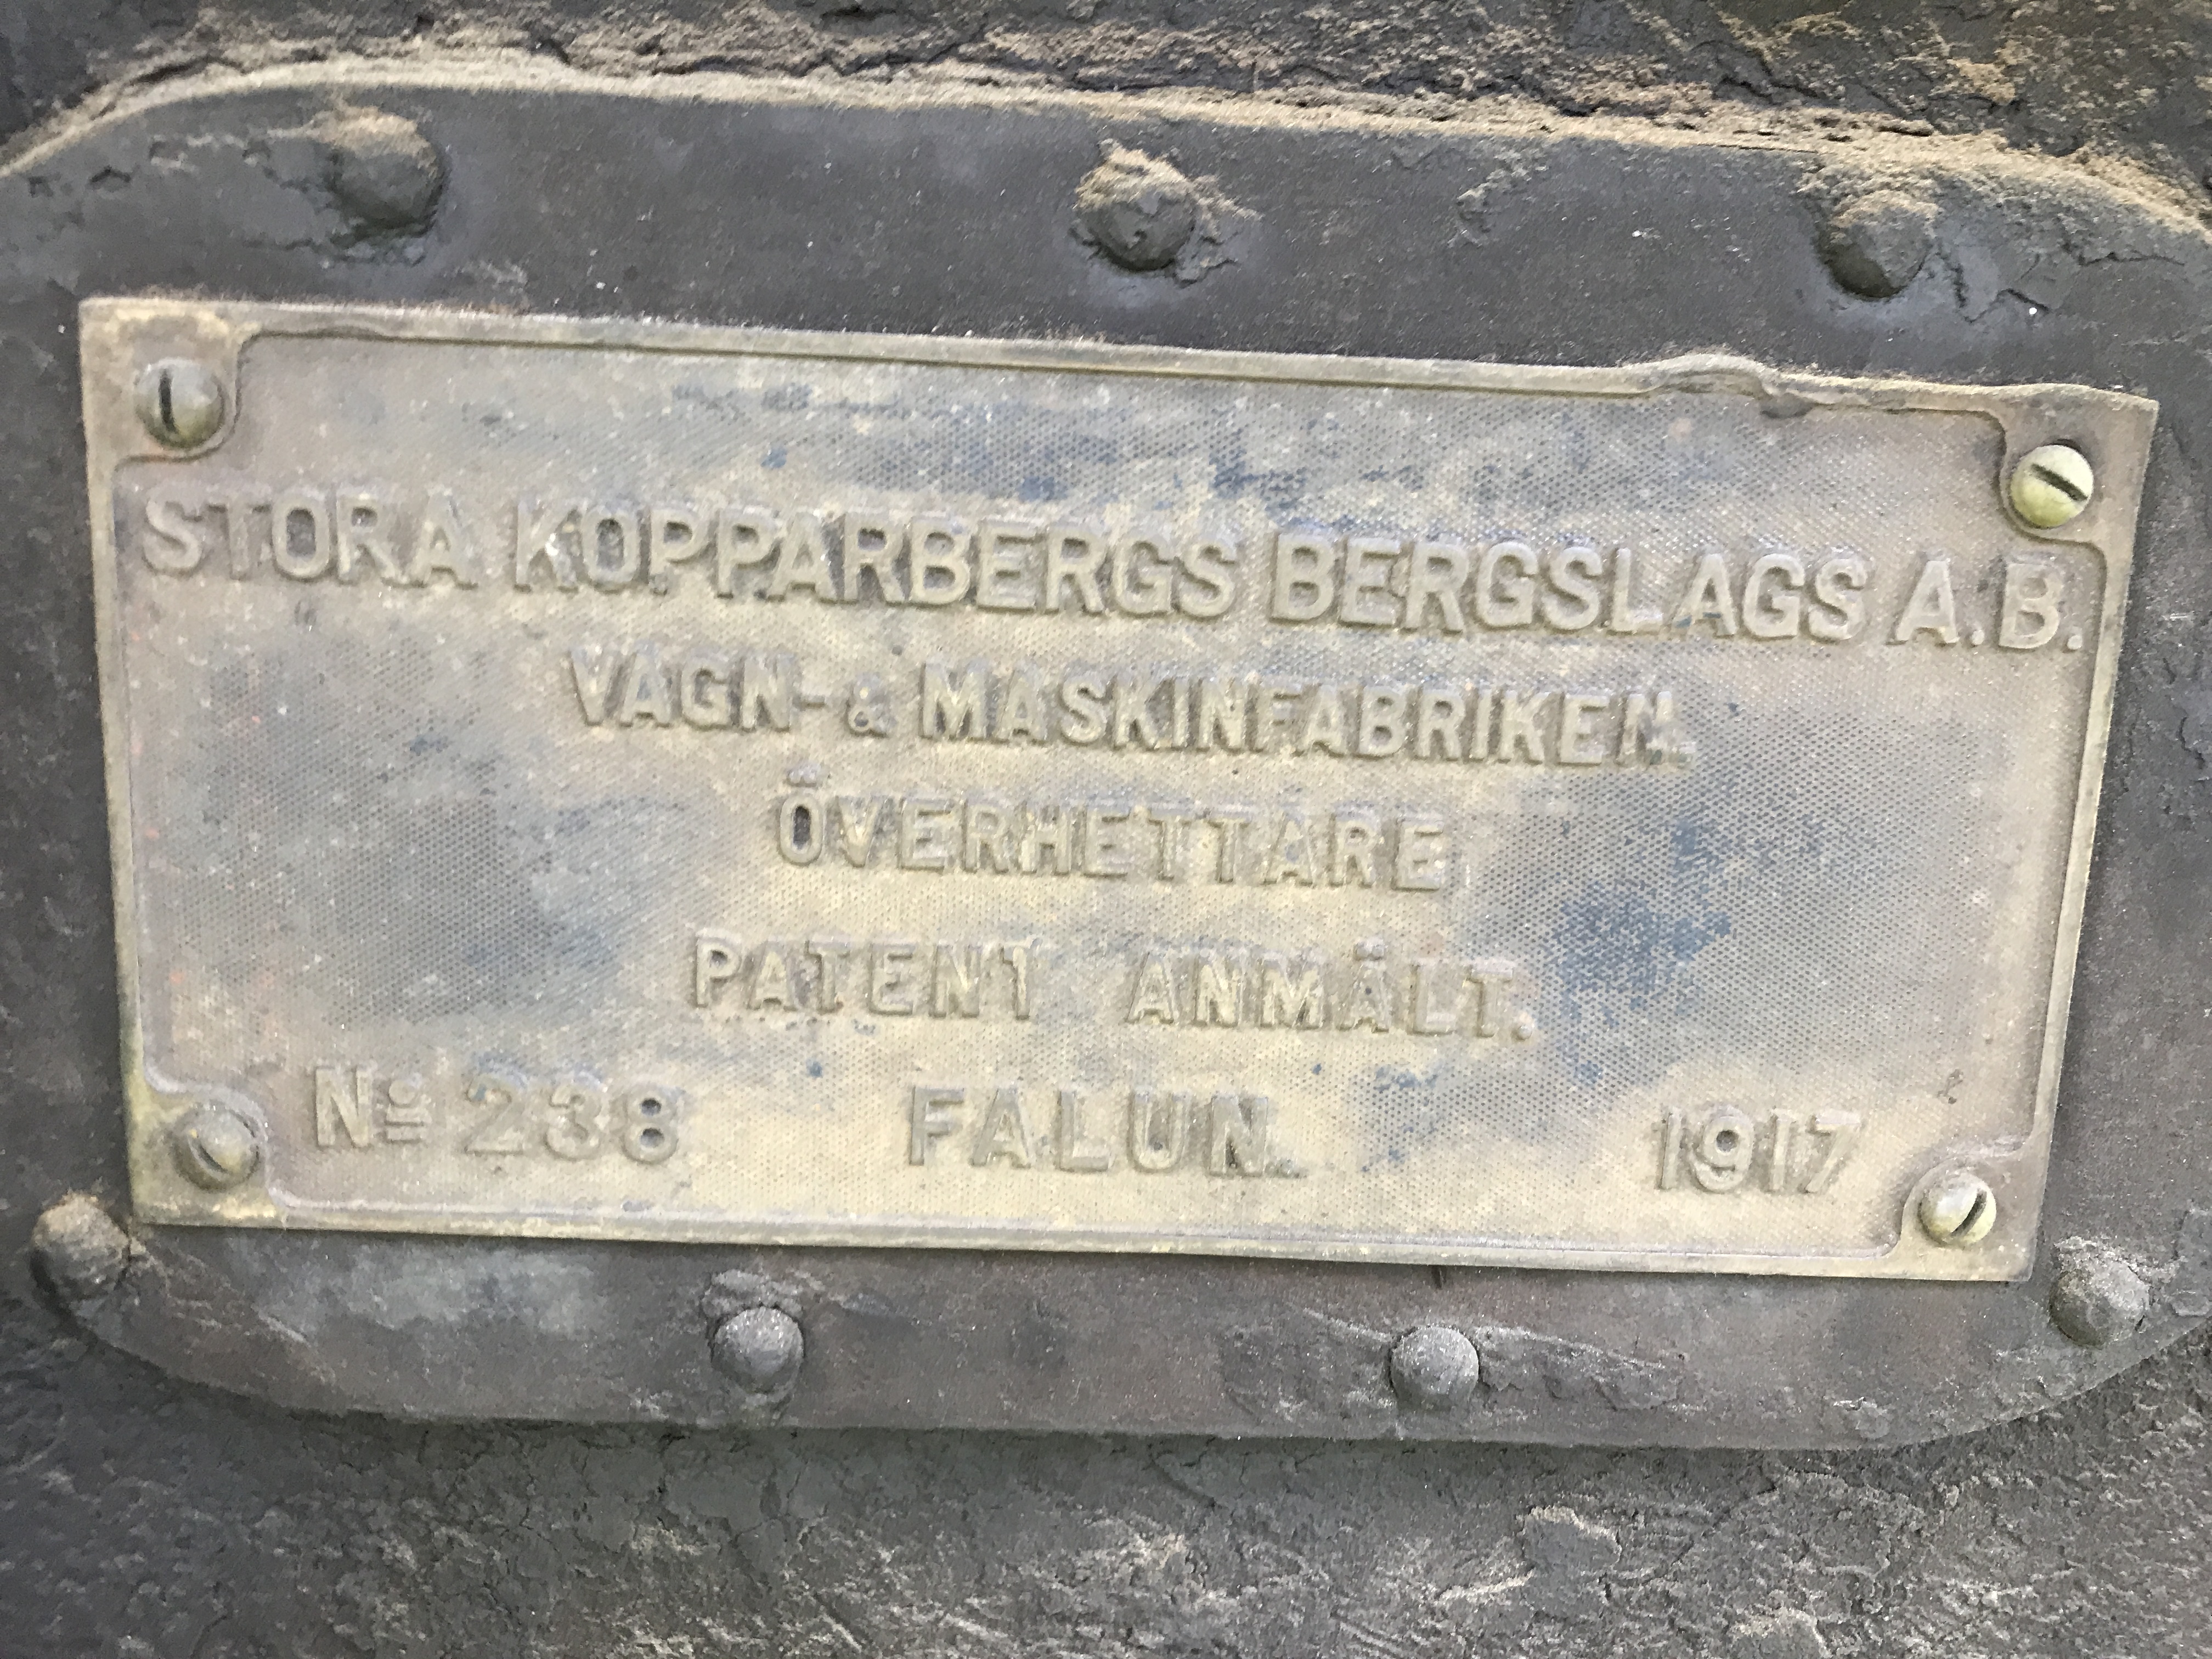 STORA KOPPARBERGS BERGSLAGS A.B.
VAGN- & MASKINFABRIKEN.
ÖVERHETTARE
PATENT ANMÄLT.
Nº 238 FALUN. 1917